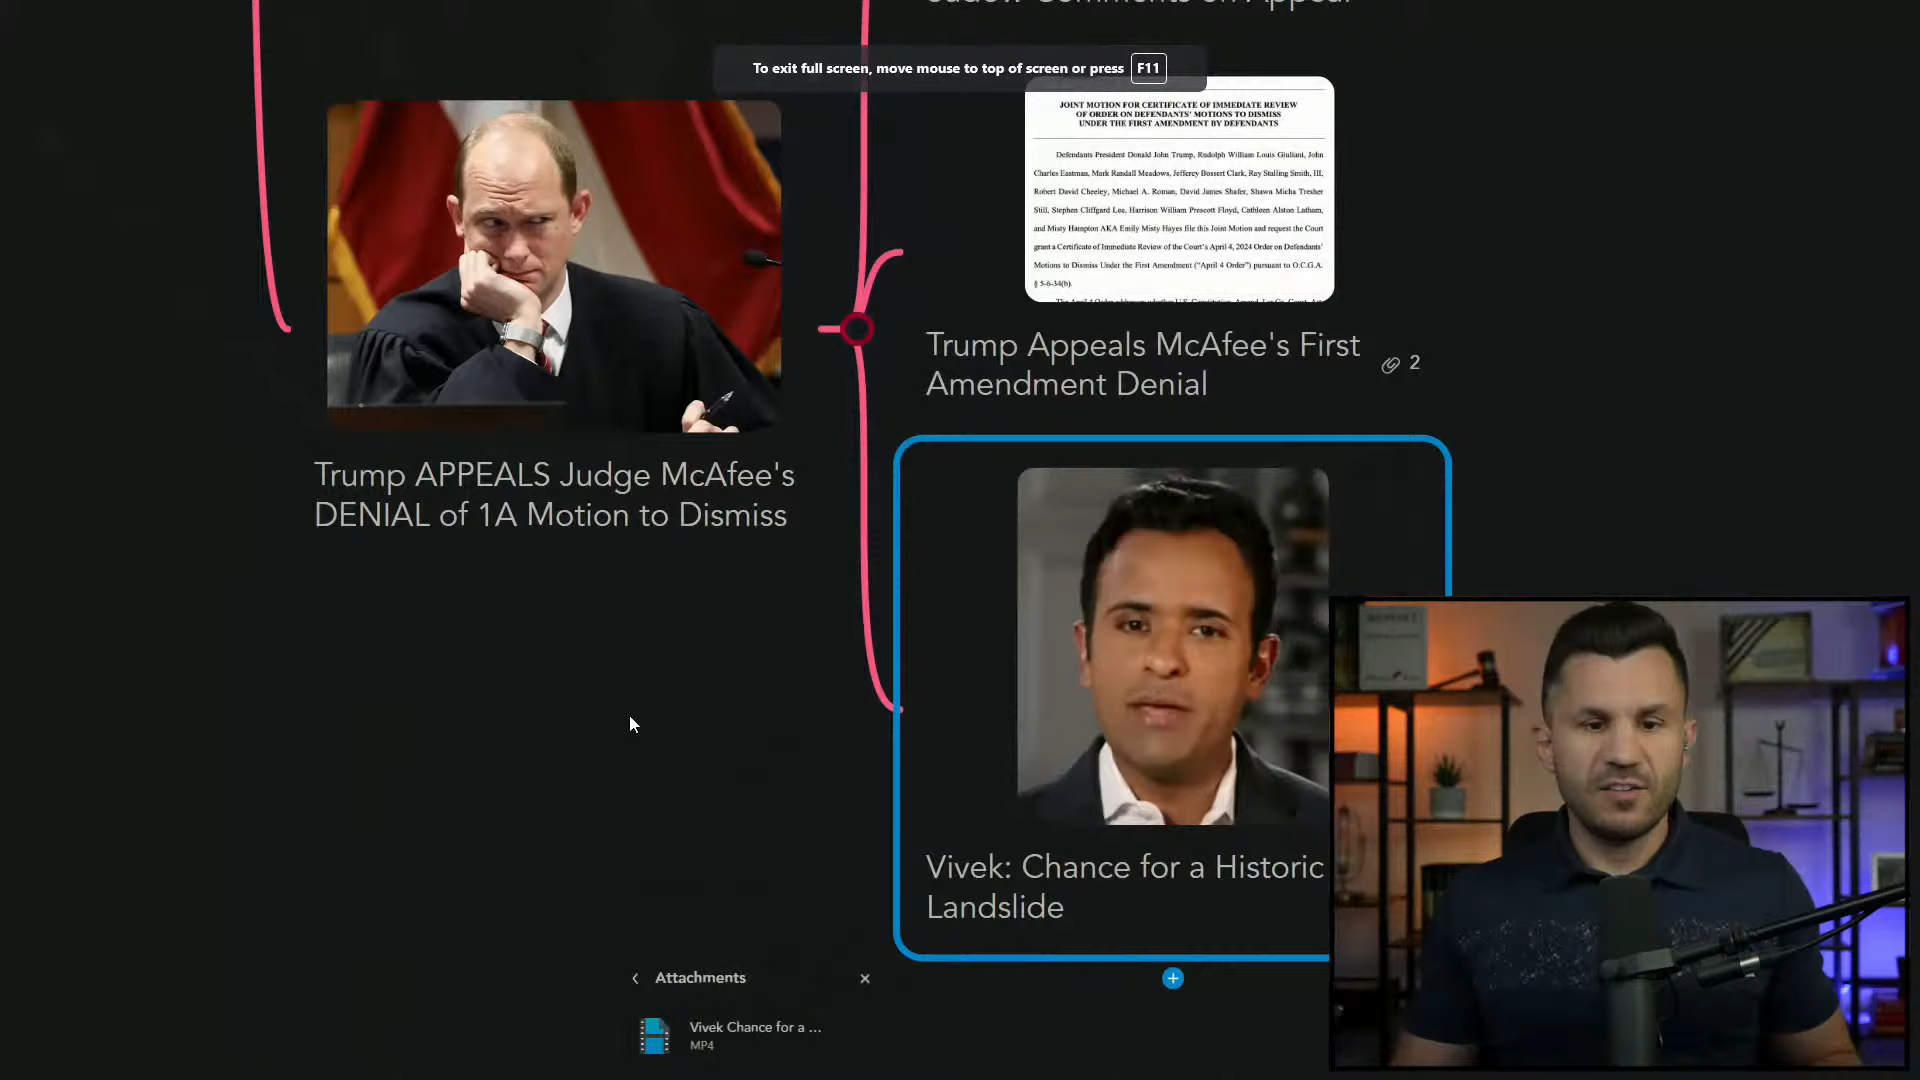 To exit full screen, move mouse to top of screen or press F11
JOINT MOTION FOR CERTIFICATE OF IMMEDIATE REVIEW
OF ORDER ON DEFENDANTS' MOTIONS TO DISMISS
UNDER THE FIRST AMENDMENT BY DEFENDANTS
Defendants President Donald John Trump, Rudolph William Louis Giuliani, John
Charles Eastman, Mark Randall Meadows, Jefferey Bossert Clark, Ray Stalling Smith, III,
Robert David Cheeley, Michael A. Roman, David James Shafer, Shawn Micha Tresher
Still, Stephen Cliffgard Lee, Harrison William Prescott Floyd, Cathleen Alston Latham,
and Misty Hampton AKA Emily Misty Hayes file this Joint Motion and request the Court
grant a Certificate of Immediate Review of the Court's April 4, 2024 Order on Defendants'
Motions to Dismiss Under the First Amendment ("April 4 Order") pursuant to O.C.G.A.
§ 5-6-34(b).
Trump Appeals McAfee's First
Amendment Denial
2
Trump APPEALS Judge McAfee's
DENIAL of 1A Motion to Dismiss
Vivek: Chance for a Historic
Landslide
Attachments
Vivek Chance for a ...
MP4